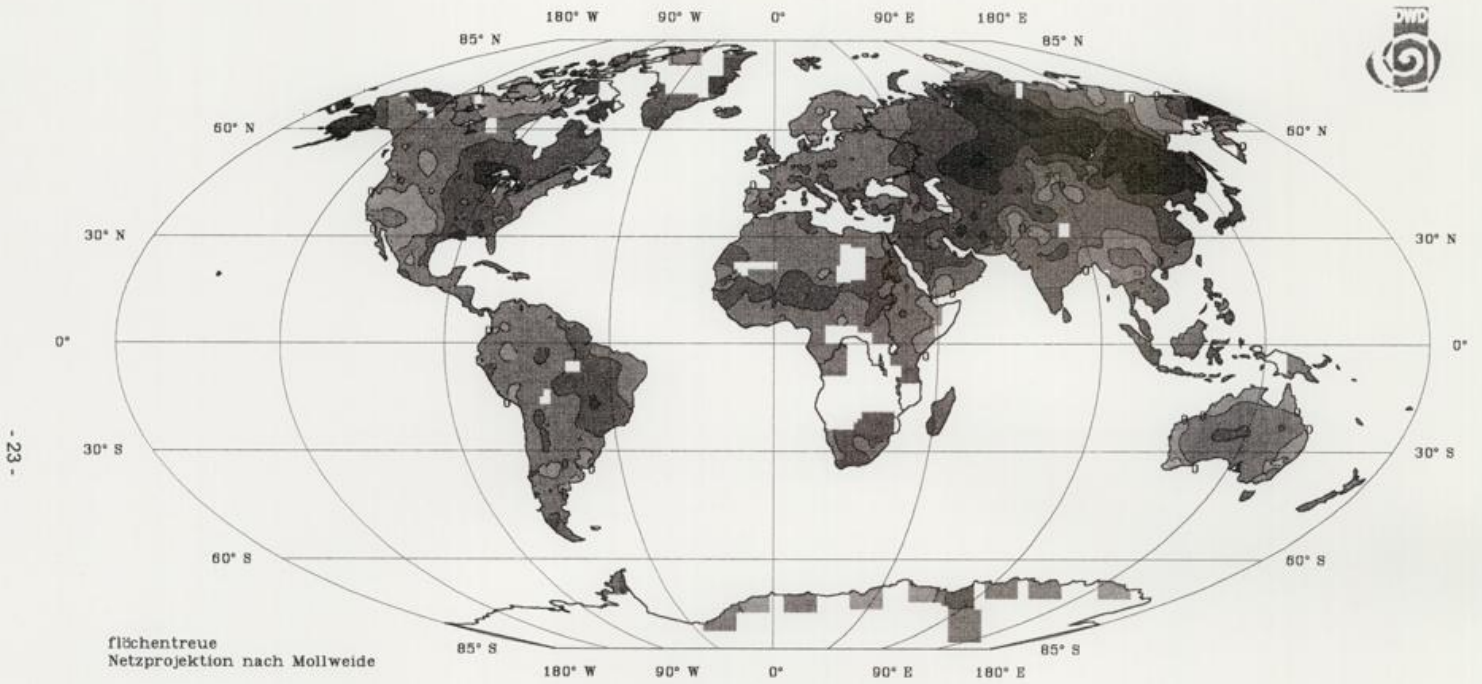 180° W 90° W 0° 90° E 180° E
85° N 85° N
DWD
60° N 60° N
30° N 30° N
0° 0°
- 23 -
30° S 30° S
60° S 60° S
85° S 85° S
flächentreue
Netzprojektion nach Mollweide
180° W 90° W 0° 90° E 180° E